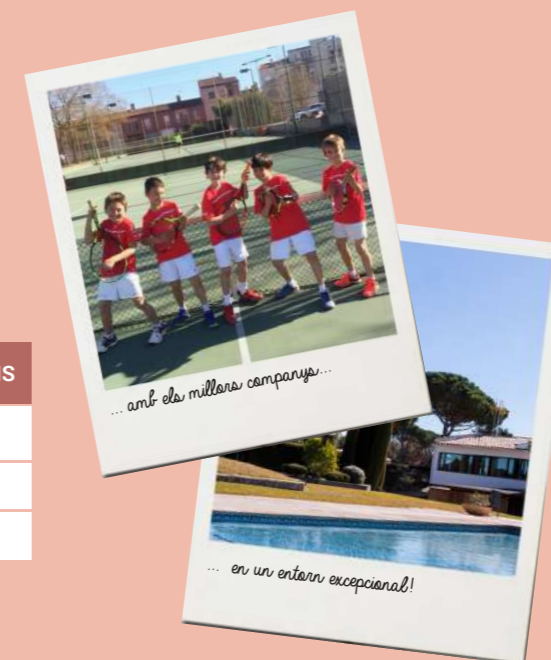 ... amb els millors companys...
... en un entorn excepcional!